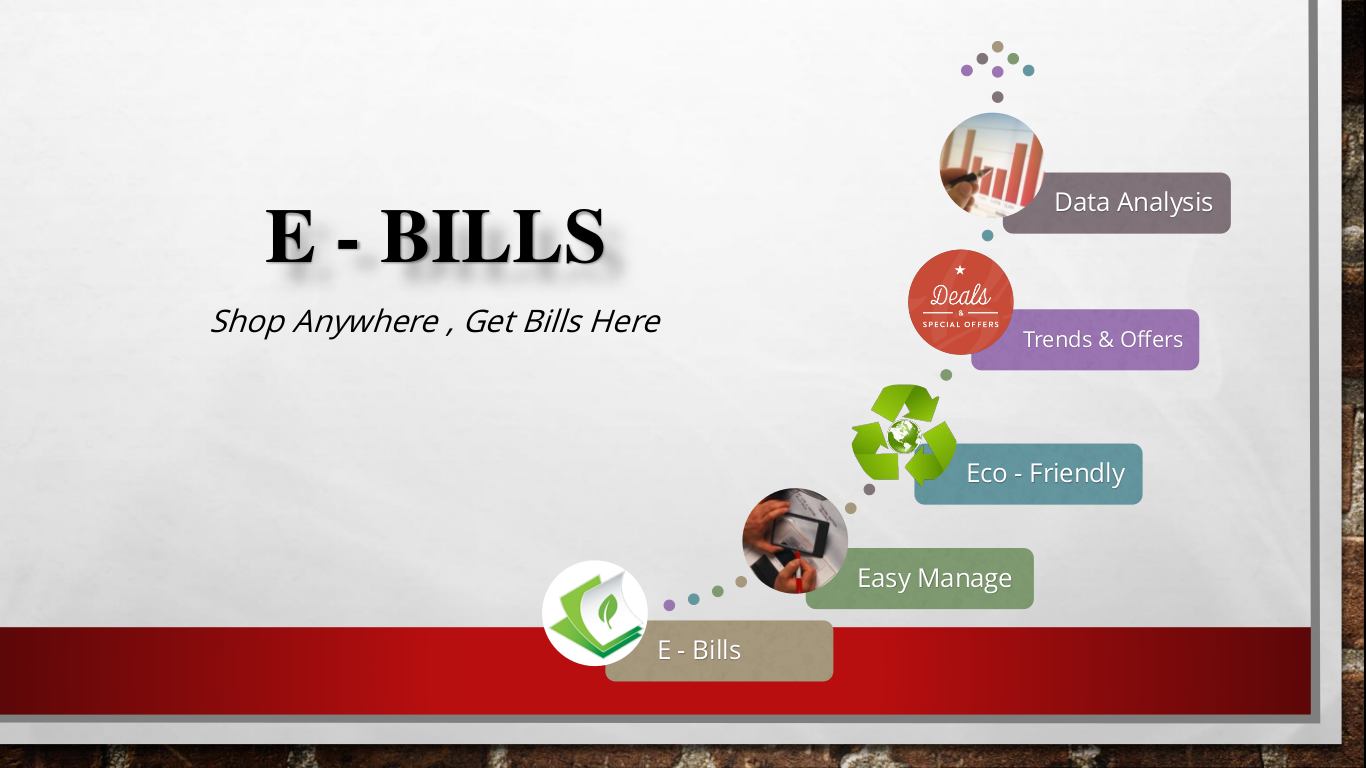 E - BILLS
Shop Anywhere , Get Bills Here
Data Analysis
Deals
&
SPECIAL OFFERS
Trends & Offers
Eco - Friendly
Easy Manage
E - Bills